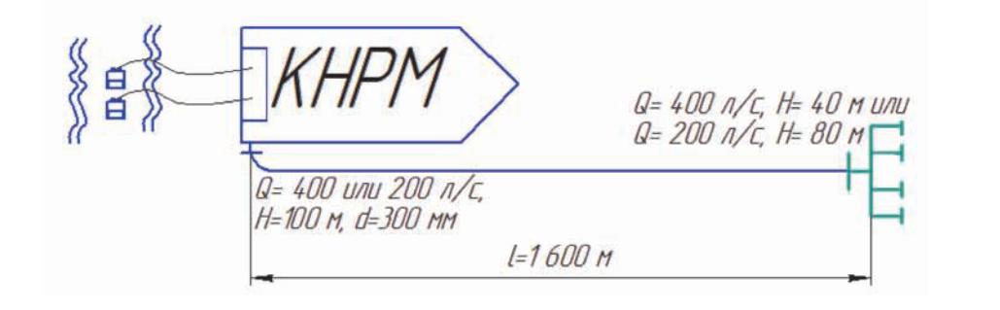 КНРМ
Q= 400 л/с, H= 40 м или
Q= 200 л/с, H= 80 м
Q= 400 или 200 л/с,
H=100 м, d=300 мм
l=1 600 м